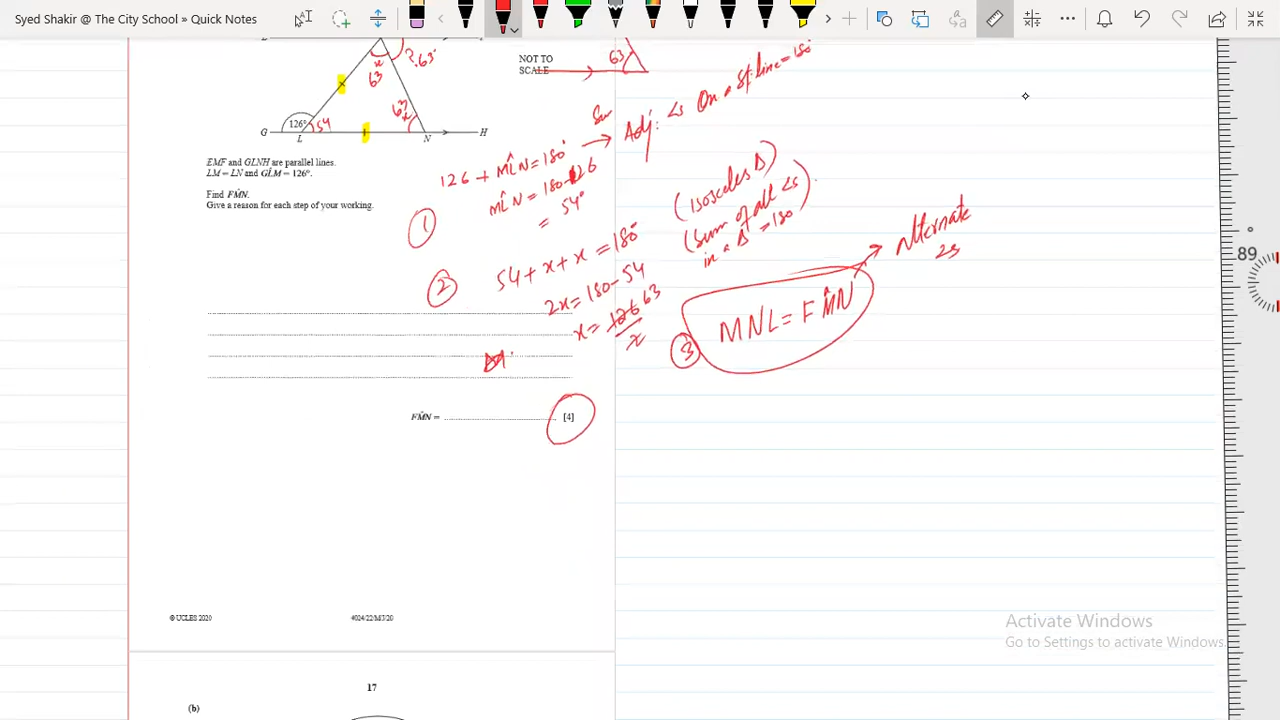 Syed Shakir @ The City School » Quick Notes
NOT TO
SCALE
63
x
63
?.63°
63
x
126°
54
G
L
N
H
EMF and GLNH are parallel lines.
LM = LN and GL̂M = 126°.
Find FM̂N.
Give a reason for each step of your working.
126 + ML̂N = 180°
Adj: ∠s On a St. line = 180°
ML̂N = 180 - 126
= 54°
①
(isosceles Δ)
(Sum of all ∠s
in a Δ = 180)
②
54 + x + x = 180°
2x = 180 - 54
x = 126 63
2
③
MNL = FM̂N
Alternate
∠s
FM̂N = [4]
89
°
© UCLES 2020
4024/22/M/J/20
Activate Windows
Go to Settings to activate Windows.
17
(b)